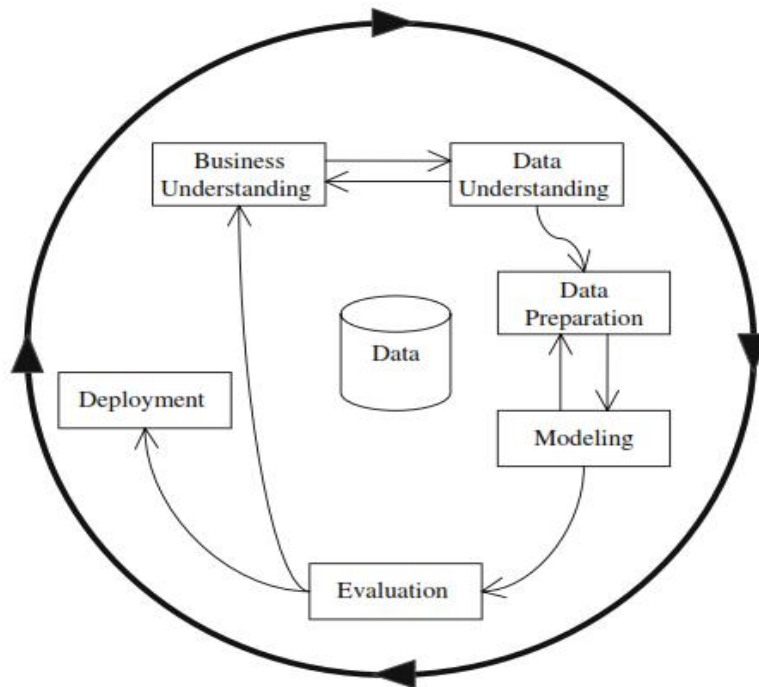 Business
Understanding
Data
Understanding
Data
Preparation
Data
Deployment
Modeling
Evaluation